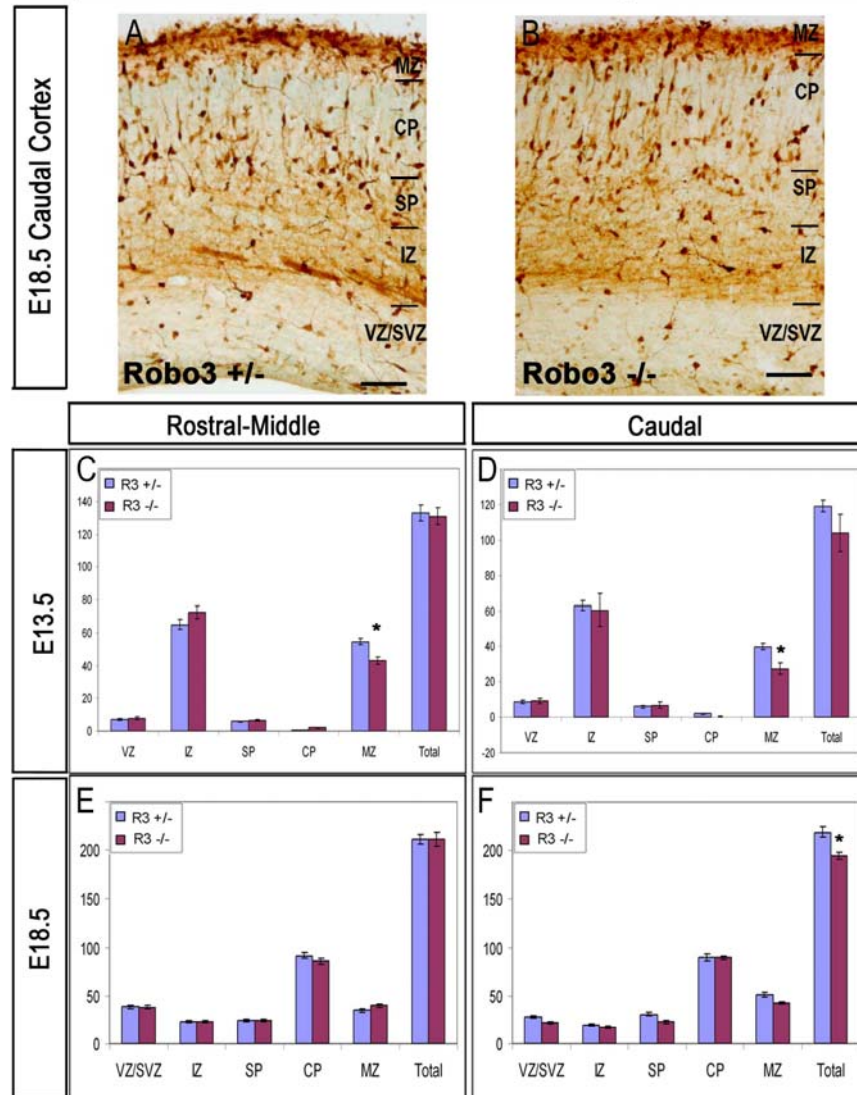 E18.5 Caudal Cortex
A
MZ
CP
SP
IZ
VZ/SVZ
Robo3 +/-
B
MZ
CP
SP
IZ
VZ/SVZ
Robo3 -/-
Rostral-Middle
Caudal
E13.5
C
R3 +/-
R3 -/-
140
120
100
80
60
40
20
0
*
VZ IZ SP CP MZ Total
D
R3 +/-
R3 -/-
120
100
80
60
40
20
0
-20
*
VZ IZ SP CP MZ Total
E18.5
E
R3 +/-
R3 -/-
200
150
100
50
0
VZ/SVZ IZ SP CP MZ Total
F
R3 +/-
R3 -/-
200
150
100
50
0
*
VZ/SVZ IZ SP CP MZ Total